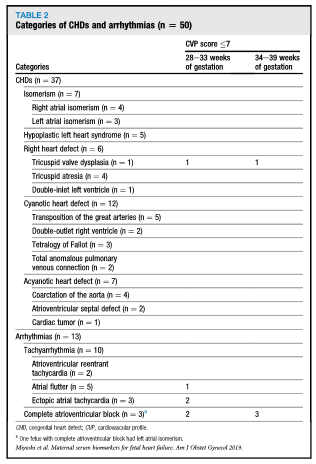 TABLE 2
Categories of CHDs and arrhythmias (n = 50)
CVP score ≤7
Categories 28–33 weeks of gestation 34–39 weeks of gestation
CHDs (n = 37)
Isomerism (n = 7)
Right atrial isomerism (n = 4)
Left atrial isomerism (n = 3)
Hypoplastic left heart syndrome (n = 5)
Right heart defect (n = 6)
Tricuspid valve dysplasia (n = 1) 1 1
Tricuspid atresia (n = 4)
Double-inlet left ventricle (n = 1)
Cyanotic heart defect (n = 12)
Transposition of the great arteries (n = 5)
Double-outlet right ventricle (n = 2)
Tetralogy of Fallot (n = 3)
Total anomalous pulmonary
venous connection (n = 2)
Acyanotic heart defect (n = 7)
Coarctation of the aorta (n = 4)
Atrioventricular septal defect (n = 2)
Cardiac tumor (n = 1)
Arrhythmias (n = 13)
Tachyarrhythmia (n = 10)
Atrioventricular reentrant
tachycardia (n = 2)
Atrial flutter (n = 5) 1
Ectopic atrial tachycardia (n = 3) 2
Complete atrioventricular block (n = 3)a 2 3
CHD, congenital heart defect; CVP, cardiovascular profile.
a One fetus with complete atrioventricular block had left atrial isomerism.
Miyoshi et al. Maternal serum biomarkers for fetal heart failure. Am J Obstet Gynecol 2019.